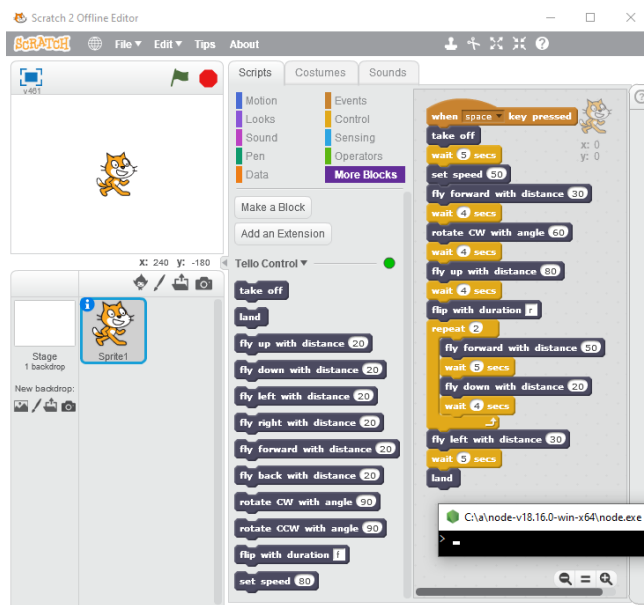 Scratch 2 Offline Editor
SCRATCH File Edit Tips About
v461
X: 240 y: -180
Sprite1
Stage
1 backdrop
New backdrop:
Scripts Costumes Sounds
Motion Events
Looks Control
Sound Sensing
Pen Operators
Data More Blocks
Make a Block
Add an Extension
Tello Control
take off
land
fly up with distance 20
fly down with distance 20
fly left with distance 20
fly right with distance 20
fly forward with distance 20
fly back with distance 20
rotate CW with angle 90
rotate CCW with angle 90
flip with duration f
set speed 80
x: 0
y: 0
when space key pressed
take off
wait 5 secs
set speed 50
fly forward with distance 30
wait 4 secs
rotate CW with angle 60
wait 4 secs
fly up with distance 80
wait 4 secs
flip with duration r
repeat 2
fly forward with distance 50
wait 5 secs
fly down with distance 20
wait 4 secs
fly left with distance 30
wait 5 secs
land
C:\a\node-v18.16.0-win-x64\node.exe
>